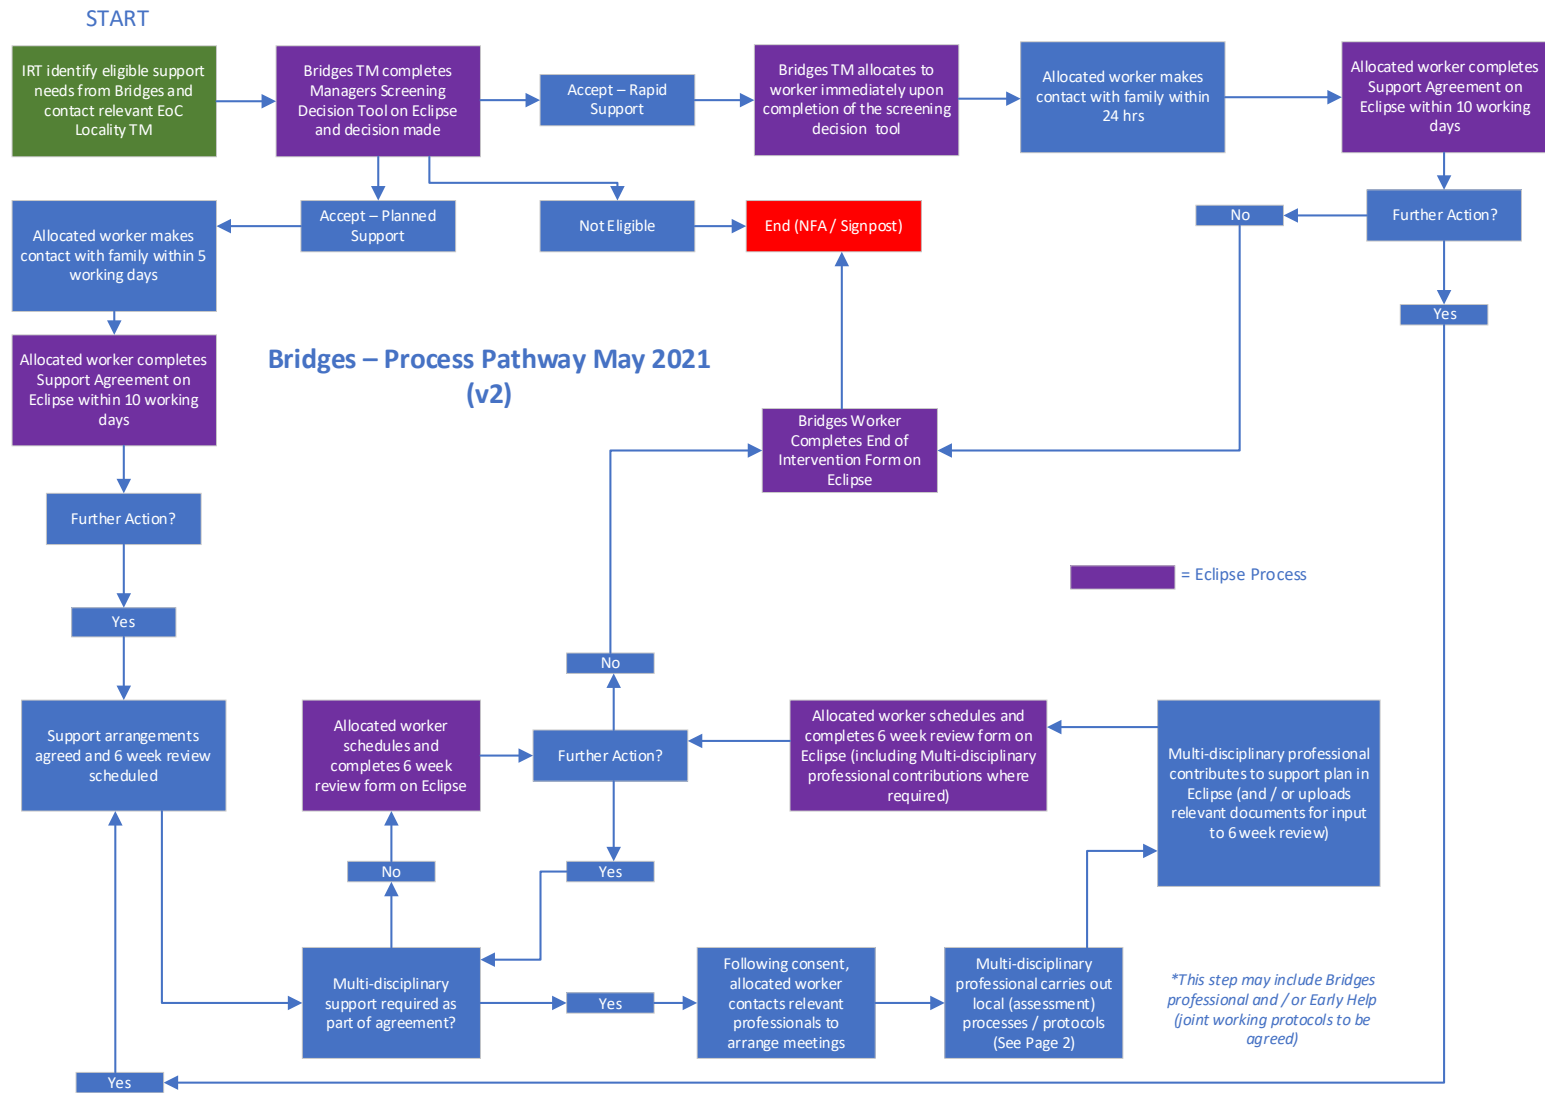 START
IRT identify eligible support
needs from Bridges and
contact relevant EoC
Locality TM
Bridges TM completes
Managers Screening
Decision Tool on Eclipse
and decision made
Accept – Rapid
Support
Bridges TM allocates to
worker immediately upon
completion of the screening
decision tool
Allocated worker makes
contact with family within
24 hrs
Allocated worker completes
Support Agreement on
Eclipse within 10 working
days
Allocated worker makes
contact with family within 5
working days
Accept – Planned
Support
Not Eligible
End (NFA / Signpost)
No
Further Action?
Yes
Allocated worker completes
Support Agreement on
Eclipse within 10 working
days
Bridges – Process Pathway May 2021
(v2)
Bridges Worker
Completes End of
Intervention Form on
Eclipse
Further Action?
= Eclipse Process
Yes
No
Support arrangements
agreed and 6 week review
scheduled
Allocated worker
schedules and
completes 6 week
review form on Eclipse
Further Action?
Allocated worker schedules and
completes 6 week review form on
Eclipse (including Multi-disciplinary
professional contributions where
required)
Multi-disciplinary professional
contributes to support plan in
Eclipse (and / or uploads
relevant documents for input
to 6 week review)
No
Yes
Multi-disciplinary
support required as
part of agreement?
Yes
Following consent,
allocated worker
contacts relevant
professionals to
arrange meetings
Multi-disciplinary
professional carries out
local (assessment)
processes / protocols
(See Page 2)
*This step may include Bridges
professional and / or Early Help
(joint working protocols to be
agreed)
Yes